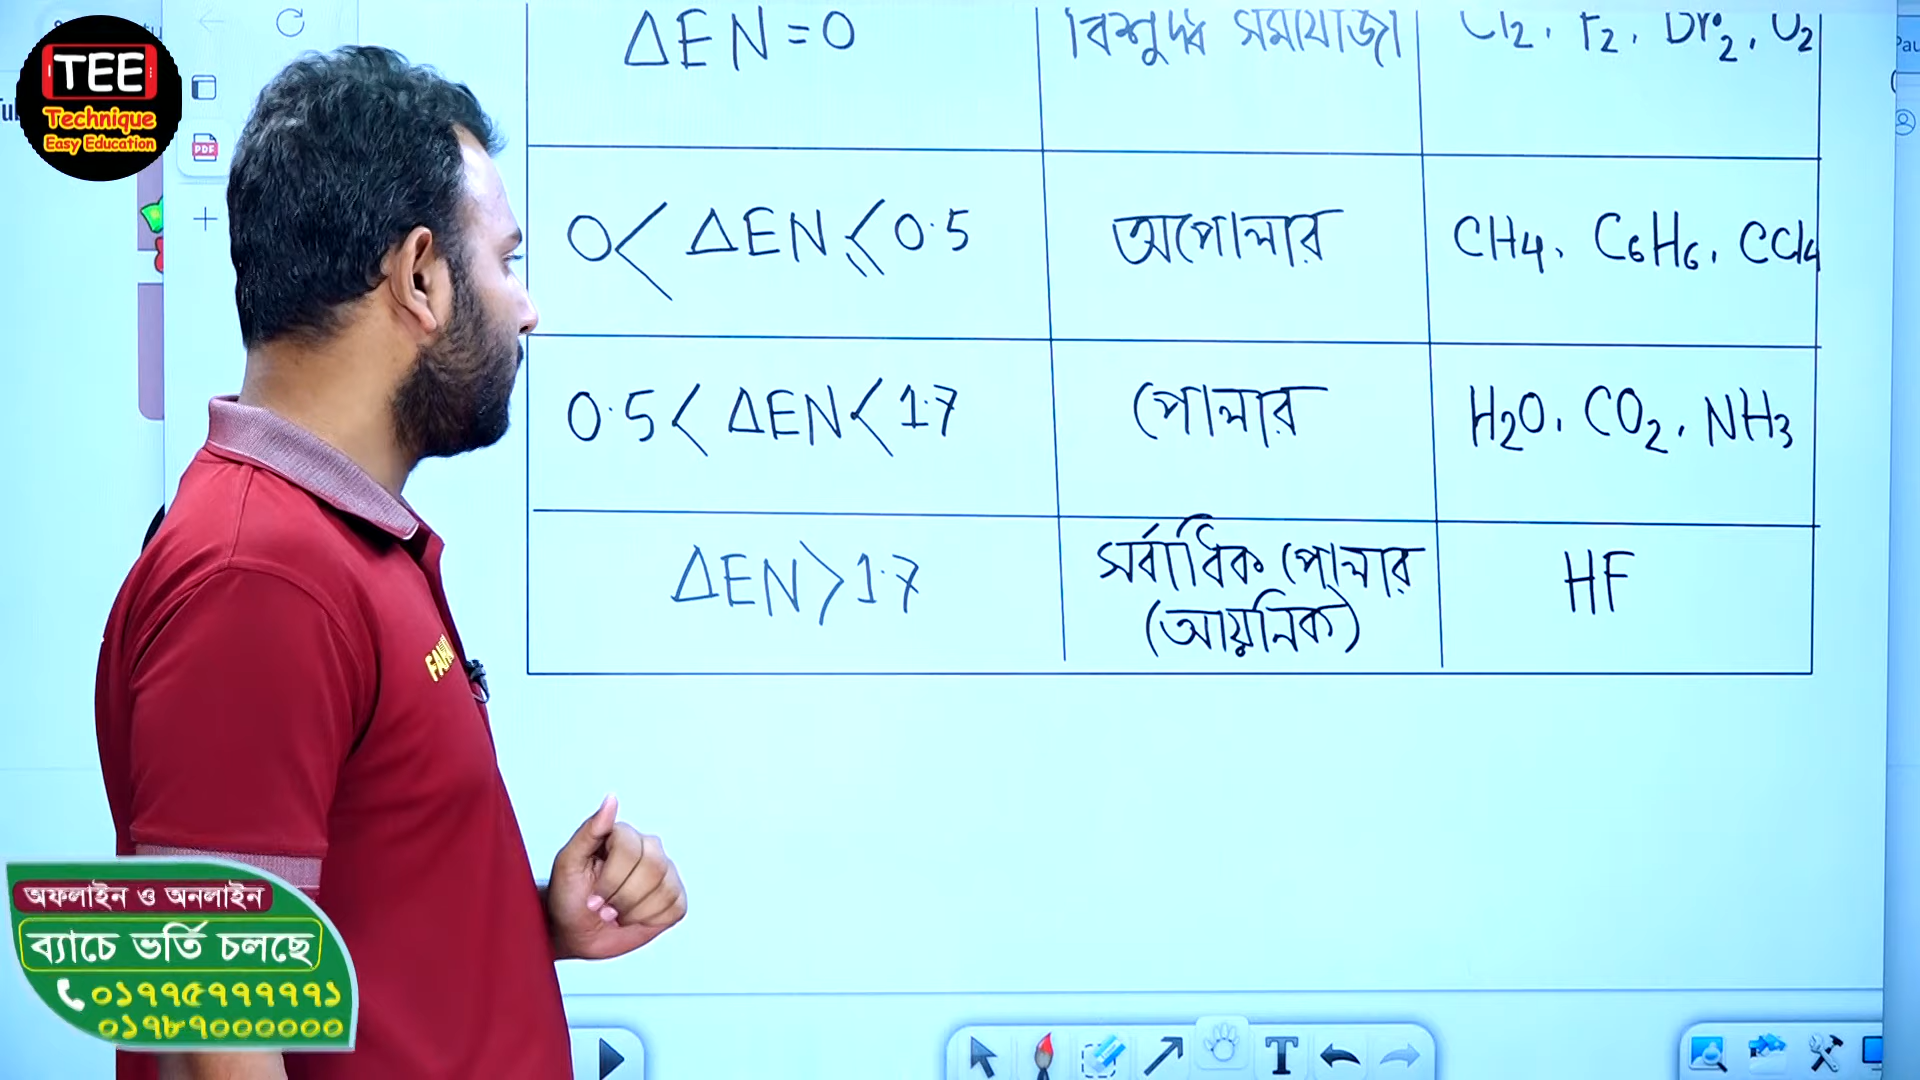 TEE
Technique
Easy Education
PDF
ΔEN = 0
বিশুদ্ধ সমযোজী
Cl2, F2, Br2, O2
0 < ΔEN ≤ 0.5
অপোলার
CH4, C6H6, CCl4
0.5 < ΔEN < 1.7
পোলার
H2O, CO2, NH3
ΔEN > 1.7
সর্বাধিক পোলার
(আয়নিক)
HF
অফলাইন ও অনলাইন
ব্যাচে ভর্তি চলছে
০১৭৭৫৭৭৭৭৭১
০১৭৮৭০০০০০০
T